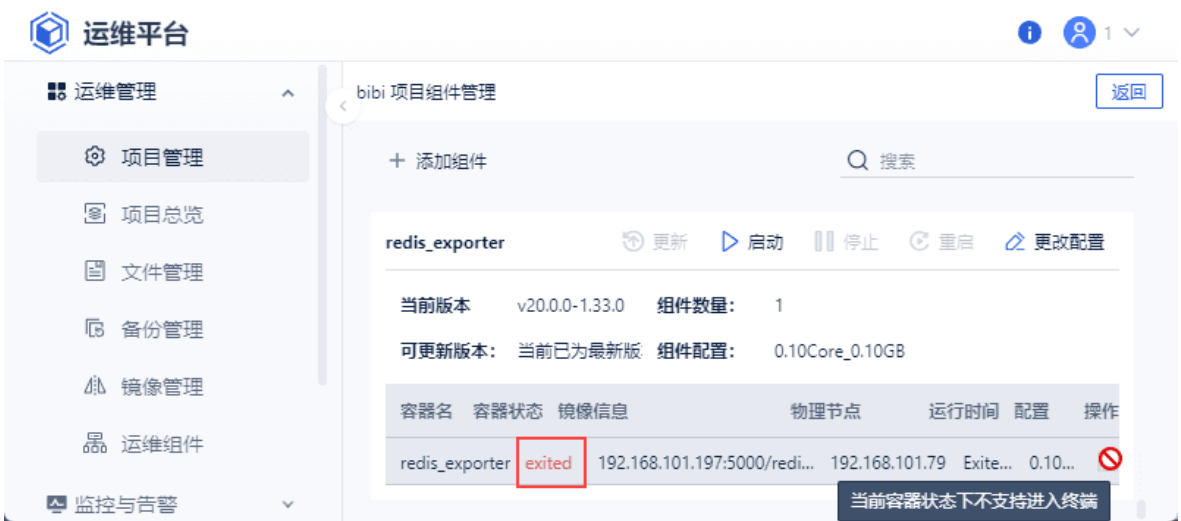 运维平台
1
运维管理
bibi 项目组件管理
返回
项目管理
添加组件
搜索
项目总览
redis_exporter
更新
启动
停止
重启
更改配置
文件管理
当前版本 v20.0.0-1.33.0 组件数量： 1
备份管理
可更新版本： 当前已为最新版 组件配置： 0.10Core_0.10GB
镜像管理
容器名 容器状态 镜像信息 物理节点 运行时间 配置 操作
运维组件
redis_exporter exited 192.168.101.197:5000/redi... 192.168.101.79 Exite... 0.10...
监控与告警
当前容器状态下不支持进入终端